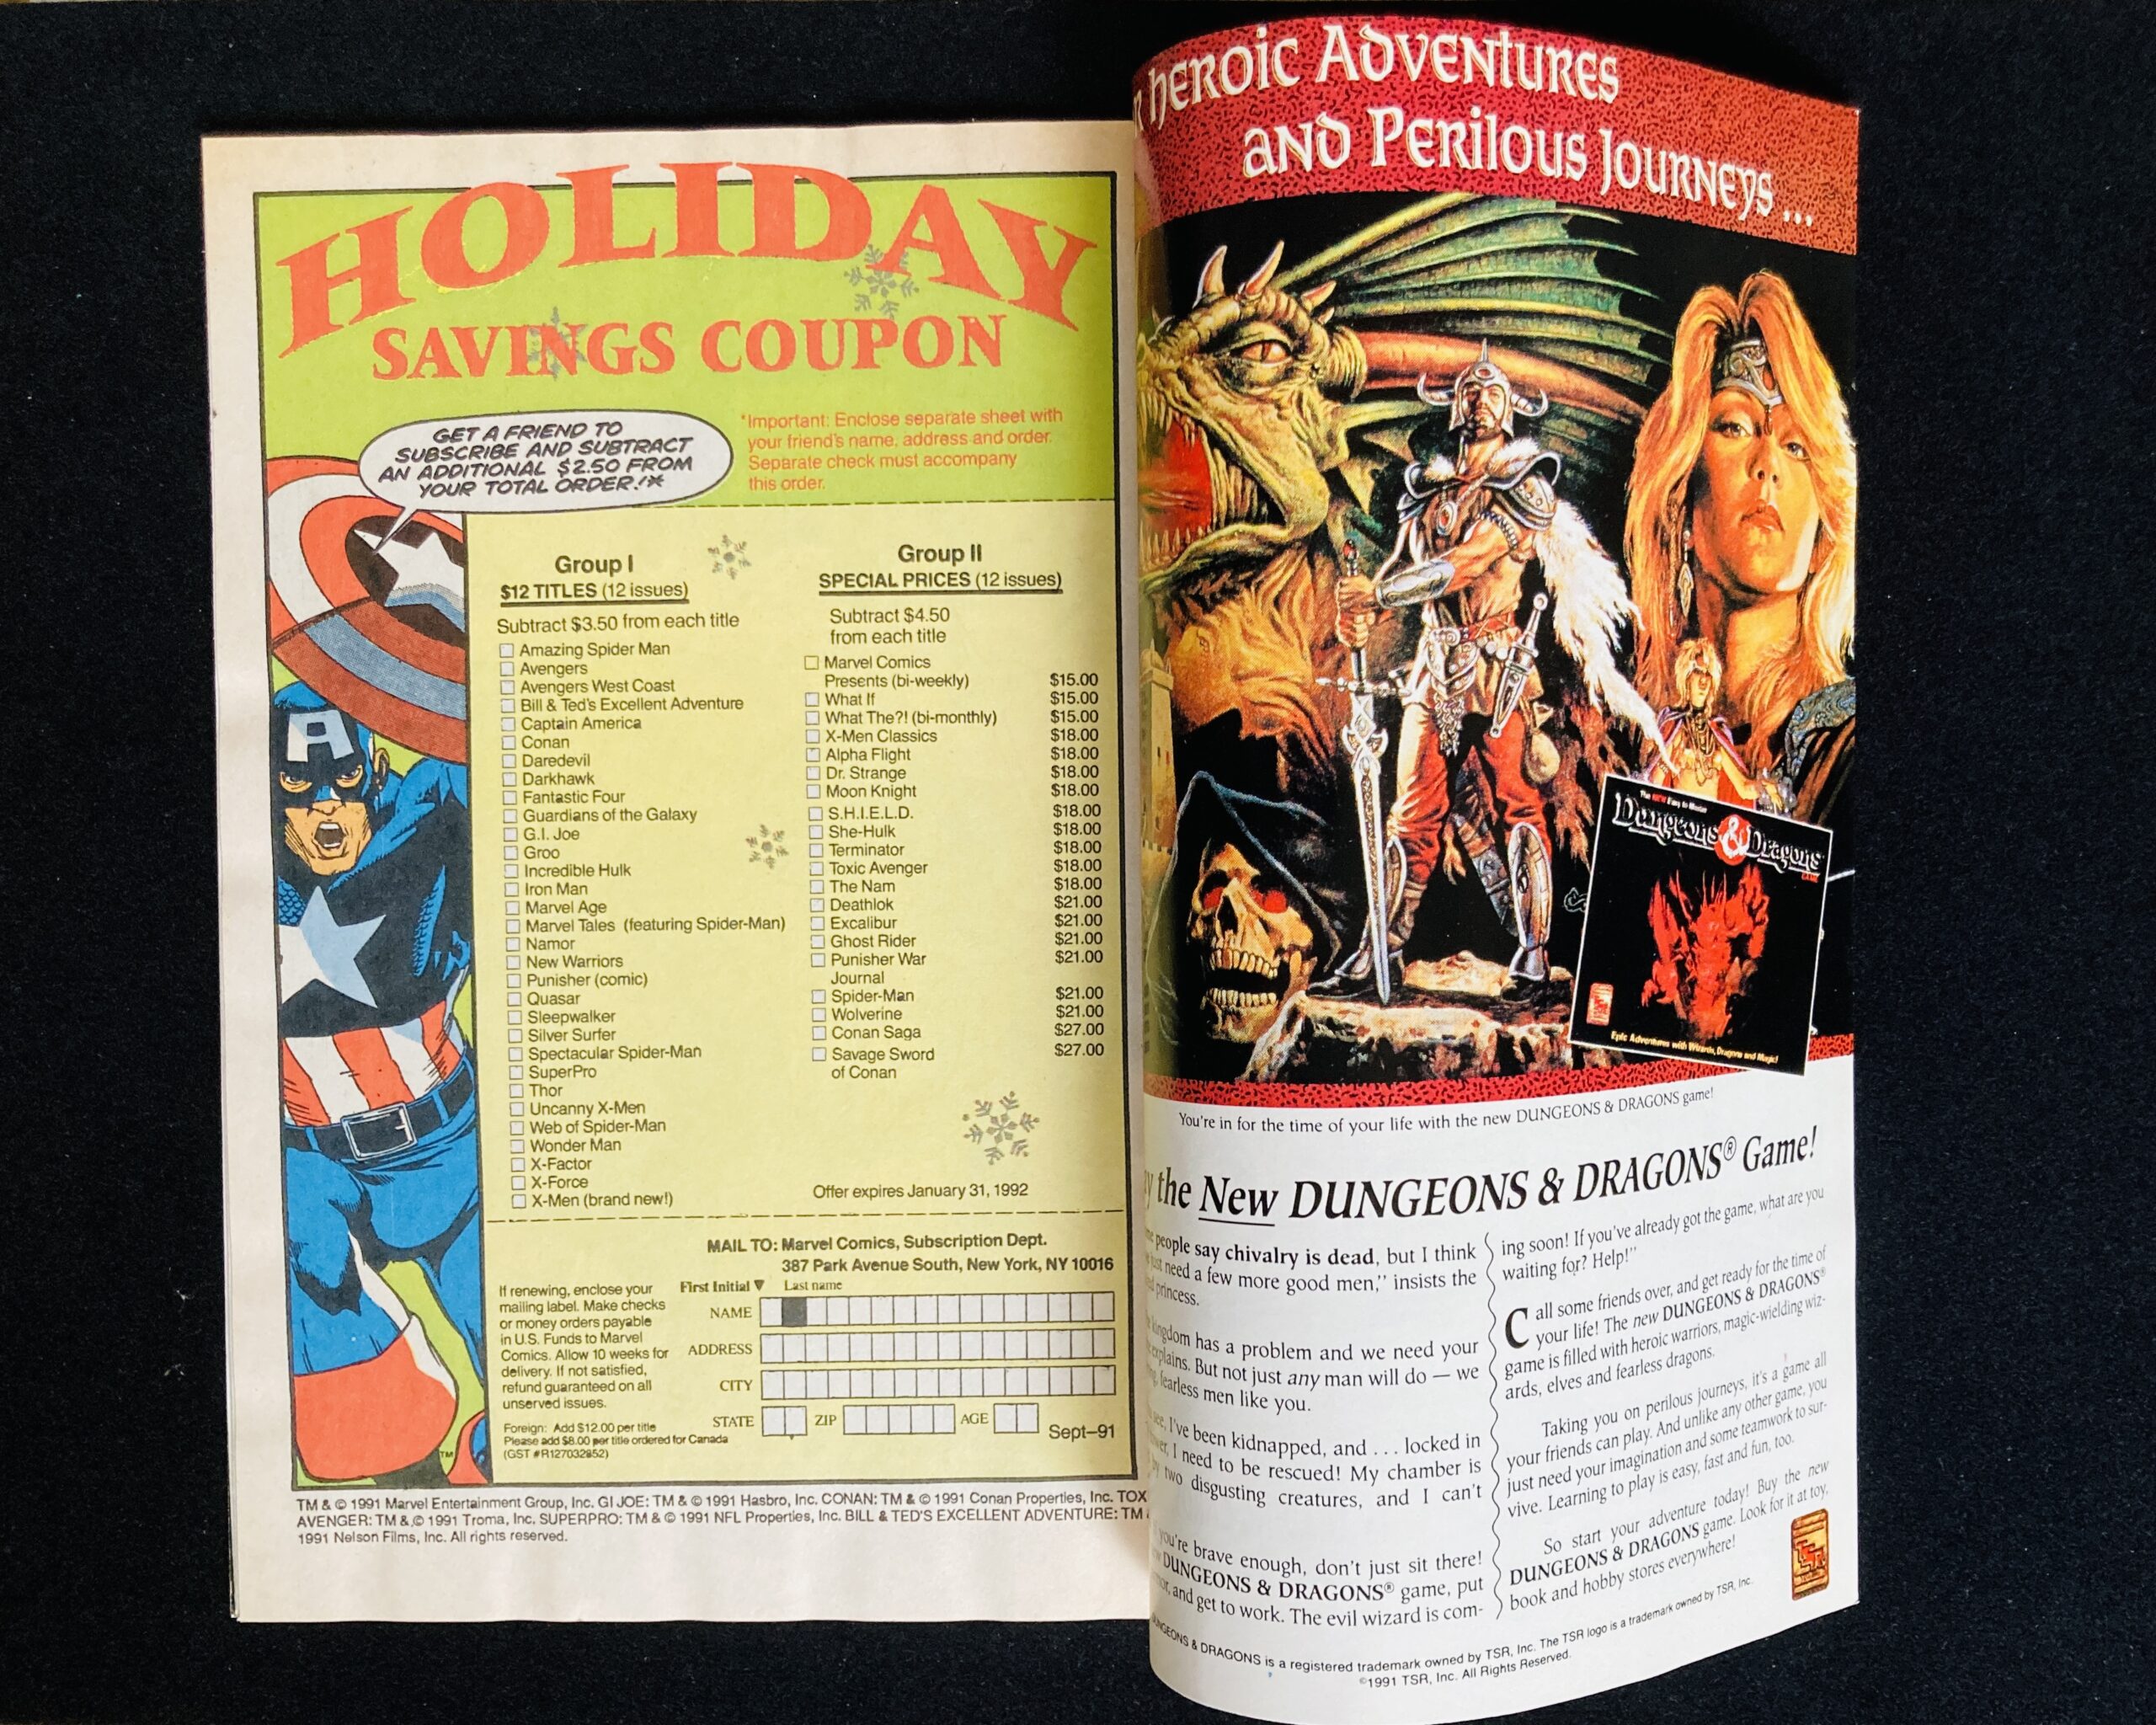 HOLIDAY
SAVINGS COUPON
GET A FRIEND TO
SUBSCRIBE AND SUBTRACT
AN ADDITIONAL $2.50 FROM
YOUR TOTAL ORDER!*
*Important: Enclose separate sheet with
your friend's name, address and order.
Separate check must accompany
this order.
A
Group I
$12 TITLES (12 issues)
Subtract $3.50 from each title
Amazing Spider Man
Avengers
Avengers West Coast
Bill & Ted's Excellent Adventure
Captain America
Conan
Daredevil
Darkhawk
Fantastic Four
Guardians of the Galaxy
G.I. Joe
Groo
Incredible Hulk
Iron Man
Marvel Age
Marvel Tales (featuring Spider-Man)
Namor
New Warriors
Punisher (comic)
Quasar
Sleepwalker
Silver Surfer
Spectacular Spider-Man
SuperPro
Thor
Uncanny X-Men
Web of Spider-Man
Wonder Man
X-Factor
X-Force
X-Men (brand new!)
Group II
SPECIAL PRICES (12 issues)
Subtract $4.50
from each title
Marvel Comics
Presents (bi-weekly) $15.00
What If $15.00
What The?! (bi-monthly) $15.00
X-Men Classics $18.00
Alpha Flight $18.00
Dr. Strange $18.00
Moon Knight $18.00
S.H.I.E.L.D. $18.00
She-Hulk $18.00
Terminator $18.00
Toxic Avenger $18.00
The Nam $18.00
Deathlok $21.00
Excalibur $21.00
Ghost Rider $21.00
Punisher War $21.00
Journal
Spider-Man $21.00
Wolverine $21.00
Conan Saga $27.00
Savage Sword $27.00
of Conan
Offer expires January 31, 1992
MAIL TO: Marvel Comics, Subscription Dept.
387 Park Avenue South, New York, NY 10016
If renewing, enclose your
mailing label. Make checks
or money orders payable
in U.S. Funds to Marvel
Comics. Allow 10 weeks for
delivery. If not satisfied,
refund guaranteed on all
unserved issues.
Foreign: Add $12.00 per title
Please add $8.00 per title ordered for Canada
(GST #R127032852)
First Initial ▼ Last name
NAME
ADDRESS
CITY
STATE ZIP AGE
Sept–91
TM
TM & © 1991 Marvel Entertainment Group, Inc. GI JOE: TM & © 1991 Hasbro, Inc. CONAN: TM & © 1991 Conan Properties, Inc. TOX
AVENGER: TM & © 1991 Troma, Inc. SUPERPRO: TM & © 1991 NFL Properties, Inc. BILL & TED'S EXCELLENT ADVENTURE: TM
1991 Nelson Films, Inc. All rights reserved.
HEROIC ADVENTURES
AND PERILOUS JOURNEYS ...
The NEW Easy to Master
Dungeons & Dragons
GAME
Epic Adventures with Wizards, Dragons and Magic!
You're in for the time of your life with the new DUNGEONS & DRAGONS game!
the New DUNGEONS & DRAGONS® Game!
people say chivalry is dead, but I think
need a few more good men," insists the
princess.
kingdom has a problem and we need your
explains. But not just any man will do — we
fearless men like you.
see, I've been kidnapped, and . . . locked in
I need to be rescued! My chamber is
by two disgusting creatures, and I can't
you're brave enough, don't just sit there!
DUNGEONS & DRAGONS® game, put
and get to work. The evil wizard is com-
ing soon! If you've already got the game, what are you
waiting for? Help!"
Call some friends over, and get ready for the time of
your life! The new DUNGEONS & DRAGONS®
game is filled with heroic warriors, magic-wielding wiz-
ards, elves and fearless dragons.
Taking you on perilous journeys, it's a game all
your friends can play. And unlike any other game, you
just need your imagination and some teamwork to sur-
vive. Learning to play is easy, fast and fun, too.
So start your adventure today! Buy the new
DUNGEONS & DRAGONS game. Look for it at toy,
book and hobby stores everywhere!
DUNGEONS & DRAGONS is a registered trademark owned by TSR, Inc. The TSR logo is a trademark owned by TSR, Inc.
©1991 TSR, Inc. All Rights Reserved.